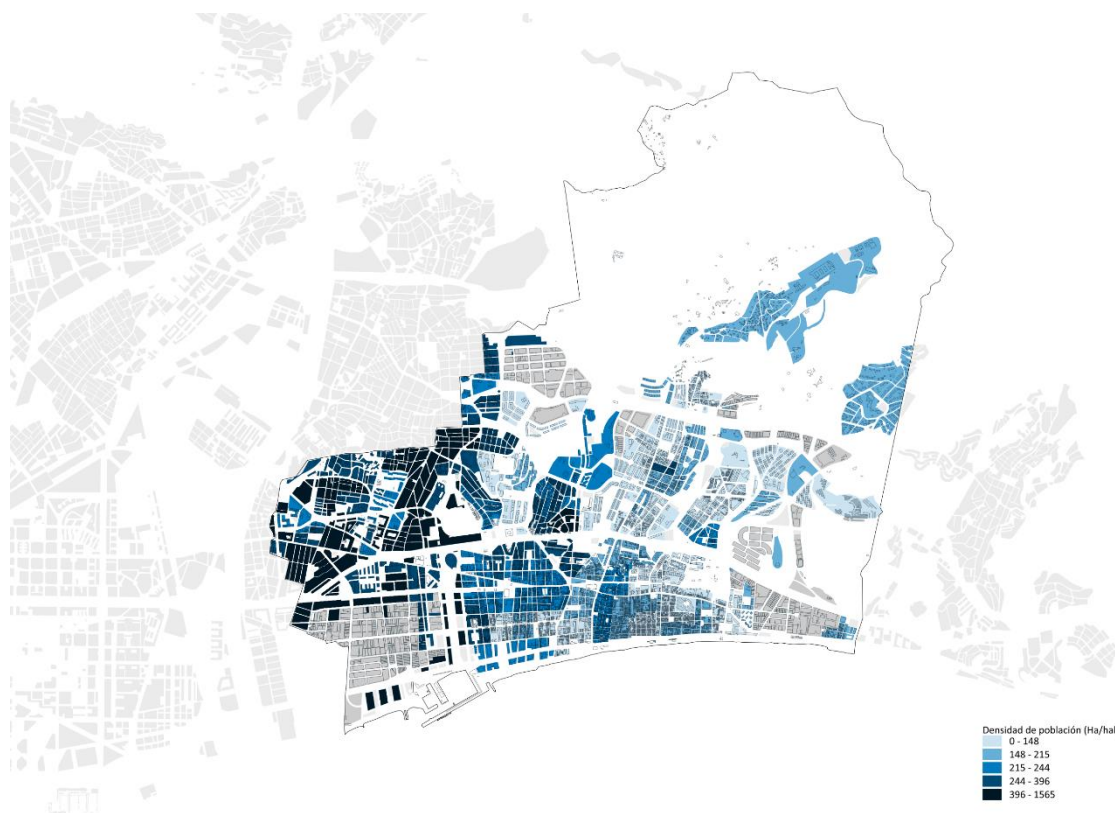 Densidad de población (Ha/hab
0 - 148
148 - 215
215 - 244
244 - 396
396 - 1565